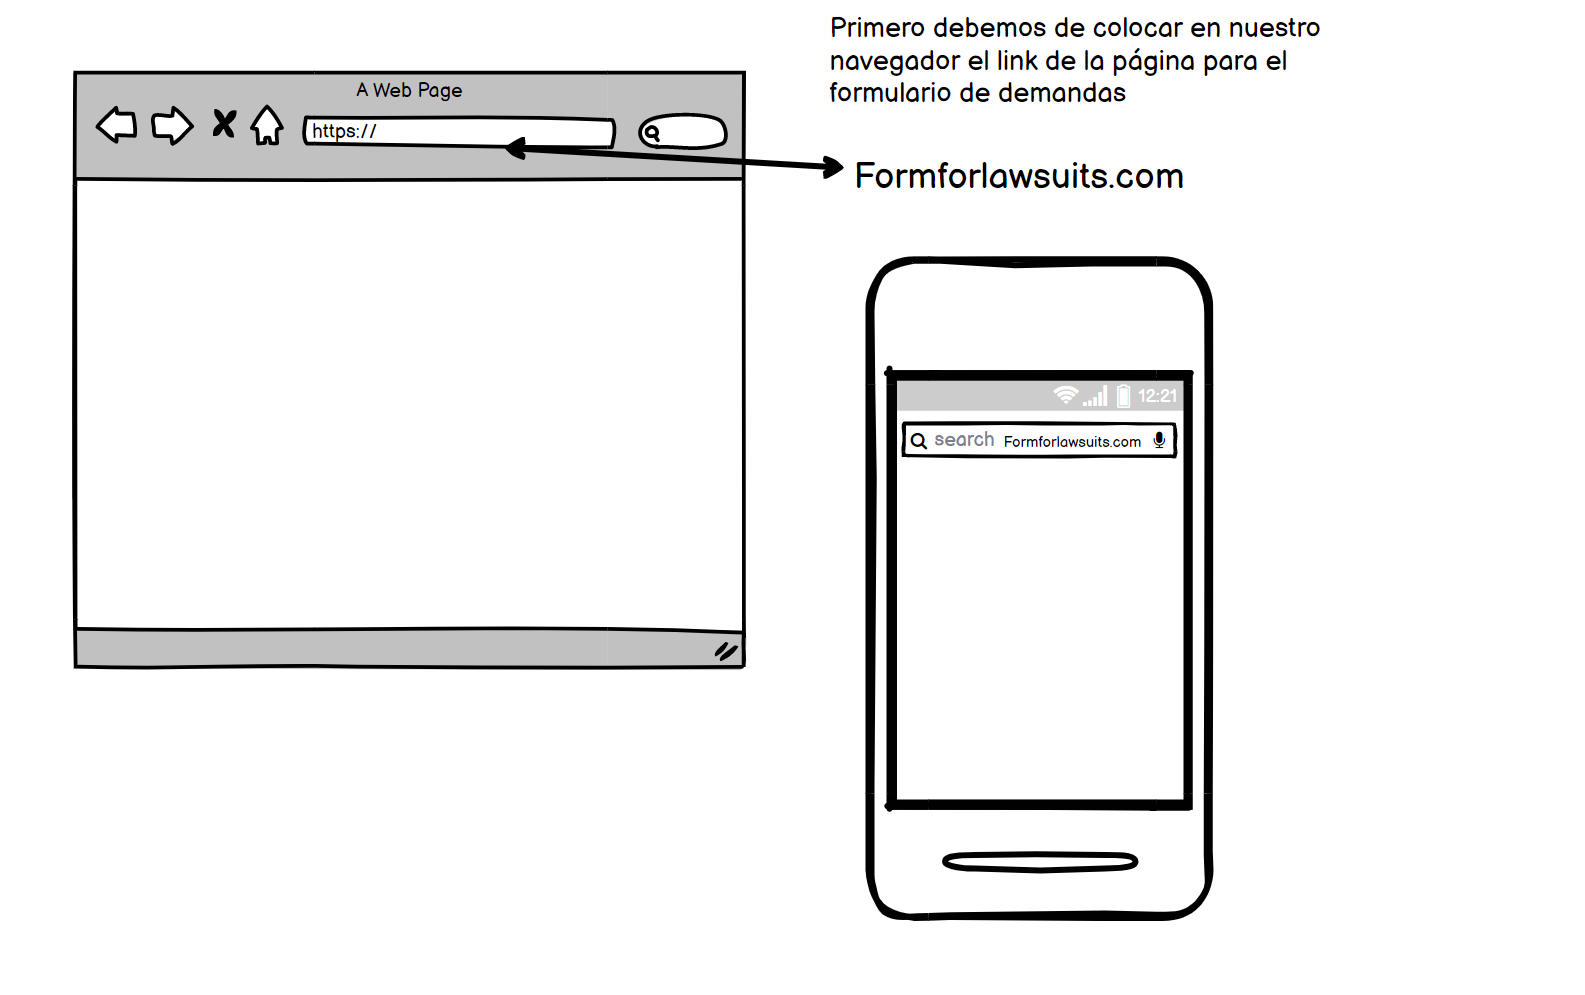 Primero debemos de colocar en nuestro
navegador el link de la página para el
formulario de demandas
A Web Page
https://
Formforlawsuits.com
12:21
search Formforlawsuits.com